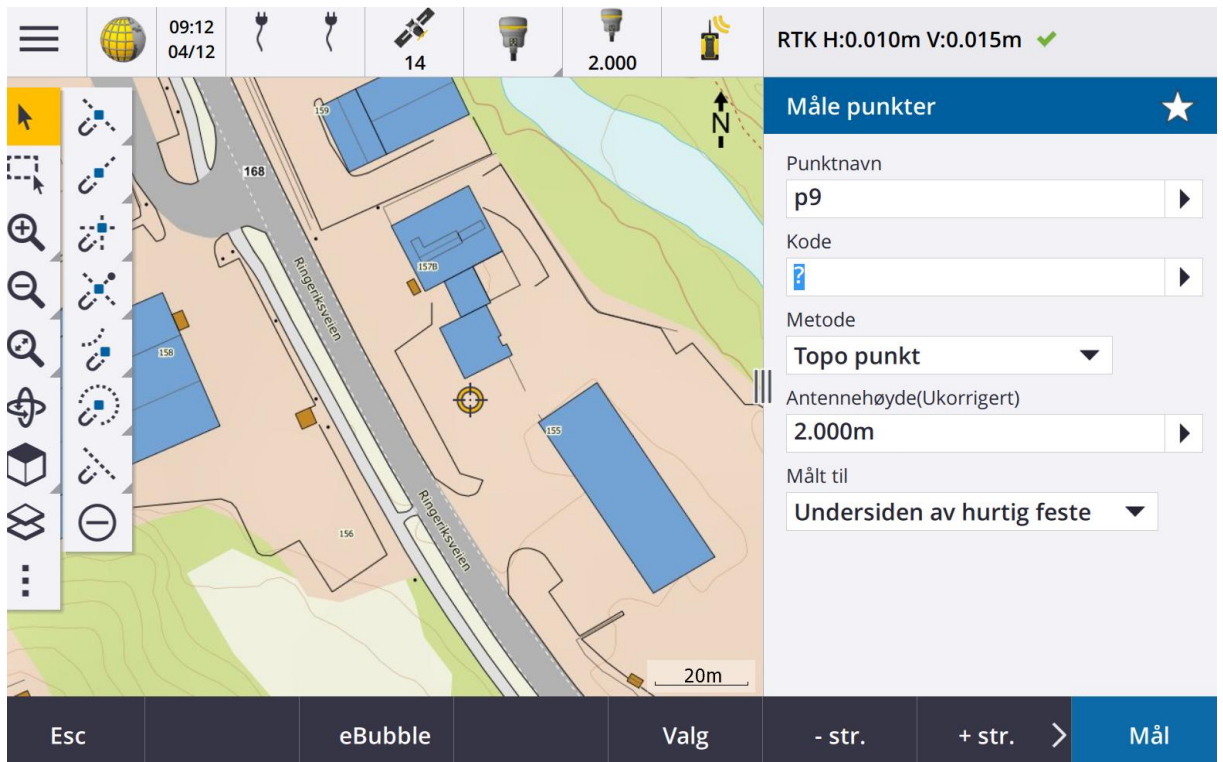 09:12
04/12
14
2.000
RTK H:0.010m V:0.015m
Måle punkter
Punktnavn
p9
Kode
?
Metode
Topo punkt
Antennehøyde(Ukorrigert)
2.000m
Målt til
Undersiden av hurtig feste
N
159
168
157B
Ringeriksveien
158
155
Ringeriksveien
156
20m
Esc
eBubble
Valg
- str.
+ str.
Mål